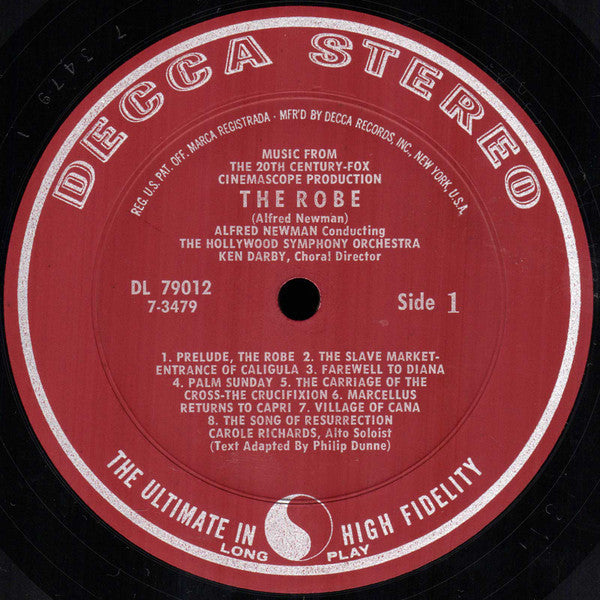 DECCA STEREO
REG. U.S. PAT. OFF. MARCA REGISTRADA · MFR'D BY DECCA RECORDS, INC., NEW YORK, U.S.A.
MUSIC FROM
THE 20TH CENTURY-FOX
CINEMASCOPE PRODUCTION
THE ROBE
(Alfred Newman)
ALFRED NEWMAN Conducting
THE HOLLYWOOD SYMPHONY ORCHESTRA
KEN DARBY, Choral Director
DL 79012
7-3479
Side 1
1. PRELUDE, THE ROBE 2. THE SLAVE MARKET-
ENTRANCE OF CALIGULA 3. FAREWELL TO DIANA
4. PALM SUNDAY 5. THE CARRIAGE OF THE
CROSS-THE CRUCIFIXION 6. MARCELLUS
RETURNS TO CAPRI 7. VILLAGE OF CANA
8. THE SONG OF RESURRECTION
CAROLE RICHARDS, Alto Soloist
(Text Adapted By Philip Dunne)
THE ULTIMATE IN HIGH FIDELITY
LONG PLAY
7 3479 1